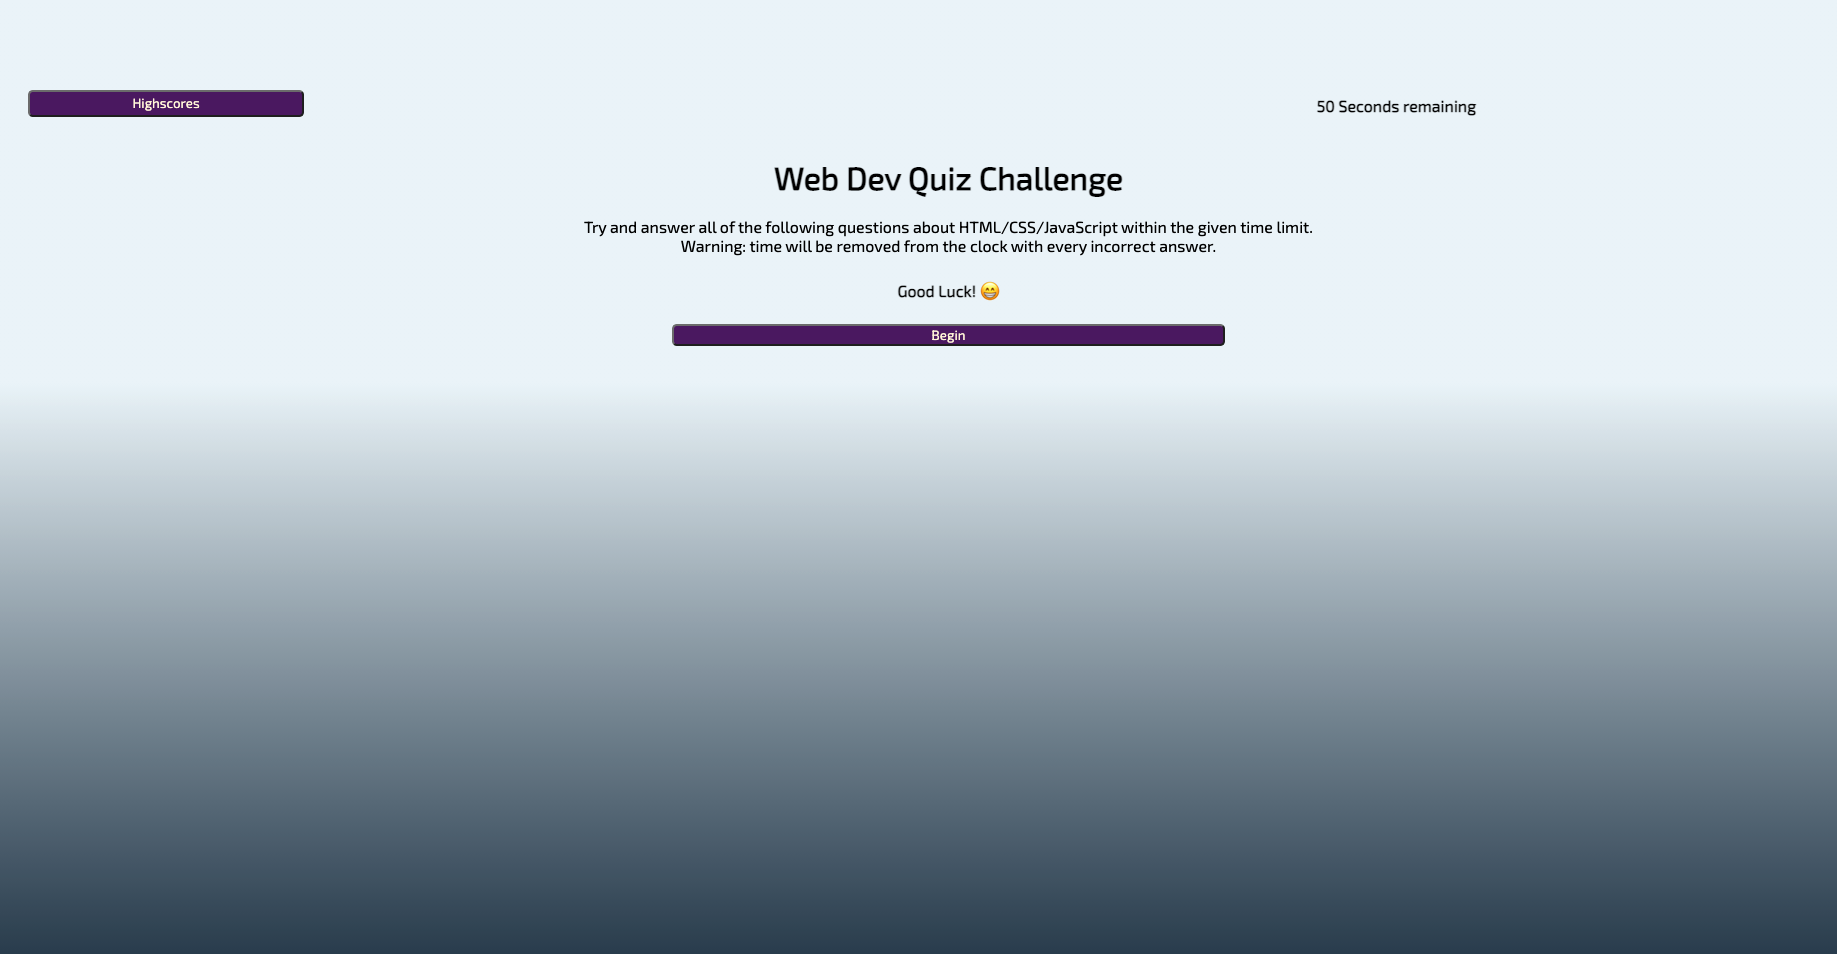 Highscores
50 Seconds remaining
Web Dev Quiz Challenge
Try and answer all of the following questions about HTML/CSS/JavaScript within the given time limit.
Warning: time will be removed from the clock with every incorrect answer.
Good Luck! 😁
Begin